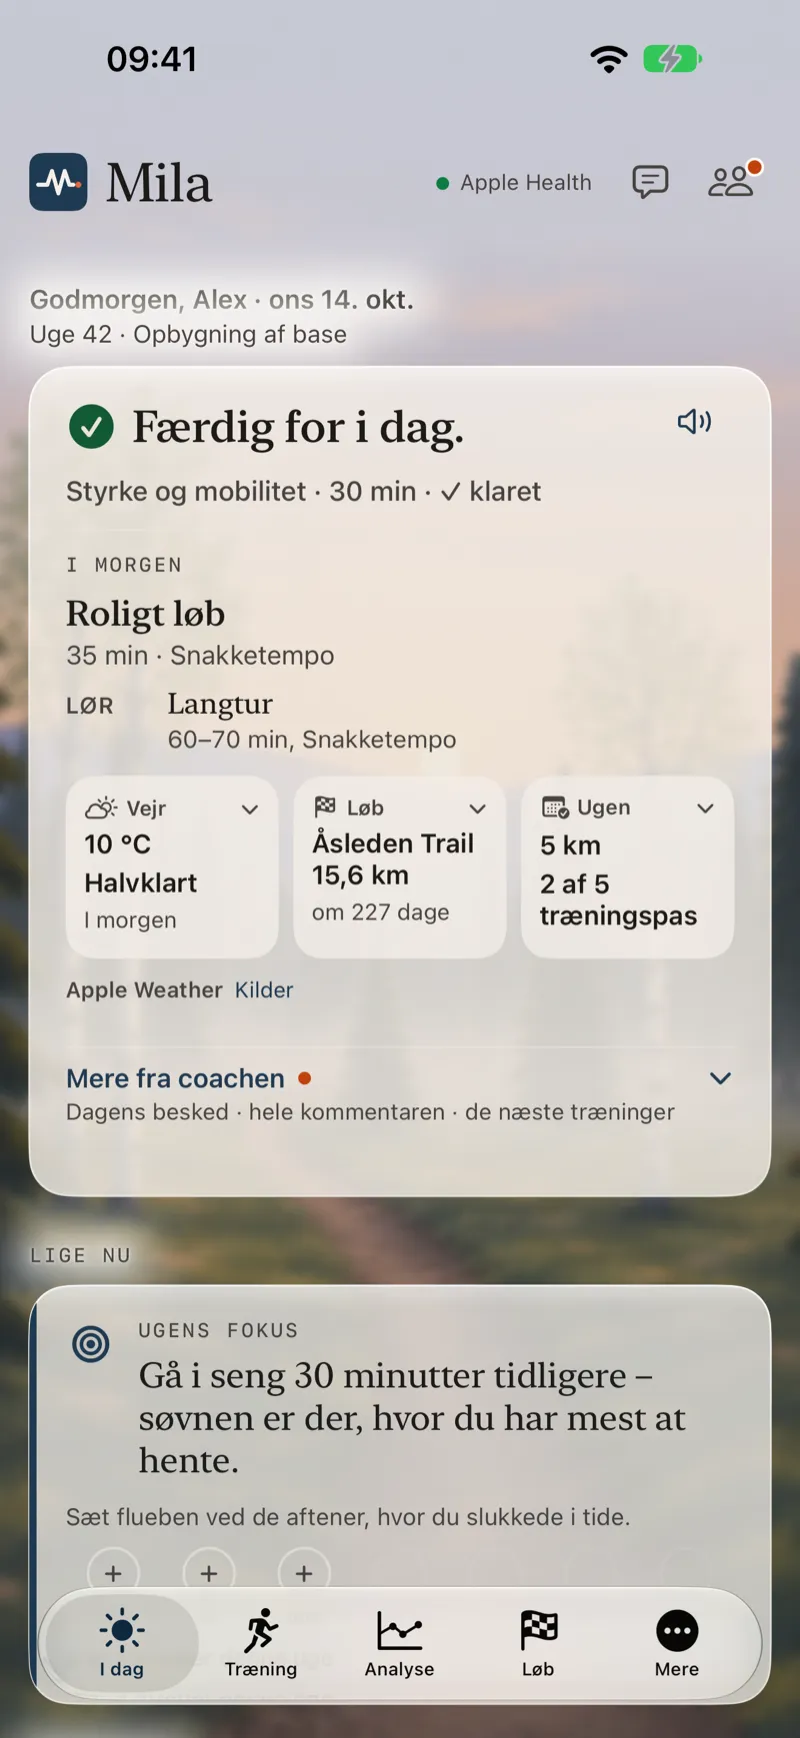 09:41
Mila
Apple Health
Godmorgen, Alex · ons 14. okt.
Uge 42 · Opbygning af base
Færdig for i dag.
Styrke og mobilitet · 30 min · ✓ klaret
I MORGEN
Roligt løb
35 min · Snakketempo
LØR Langtur
60–70 min, Snakketempo
Vejr
10 °C
Halvklart
I morgen
Løb
Åsleden Trail
15,6 km
om 227 dage
Ugen
5 km
2 af 5
træningspas
Apple Weather Kilder
Mere fra coachen
Dagens besked · hele kommentaren · de næste træninger
LIGE NU
UGENS FOKUS
Gå i seng 30 minutter tidligere –
søvnen er der, hvor du har mest at
hente.
Sæt flueben ved de aftener, hvor du slukkede i tide.
+ + +
I dag
Træning
Analyse
Løb
Mere